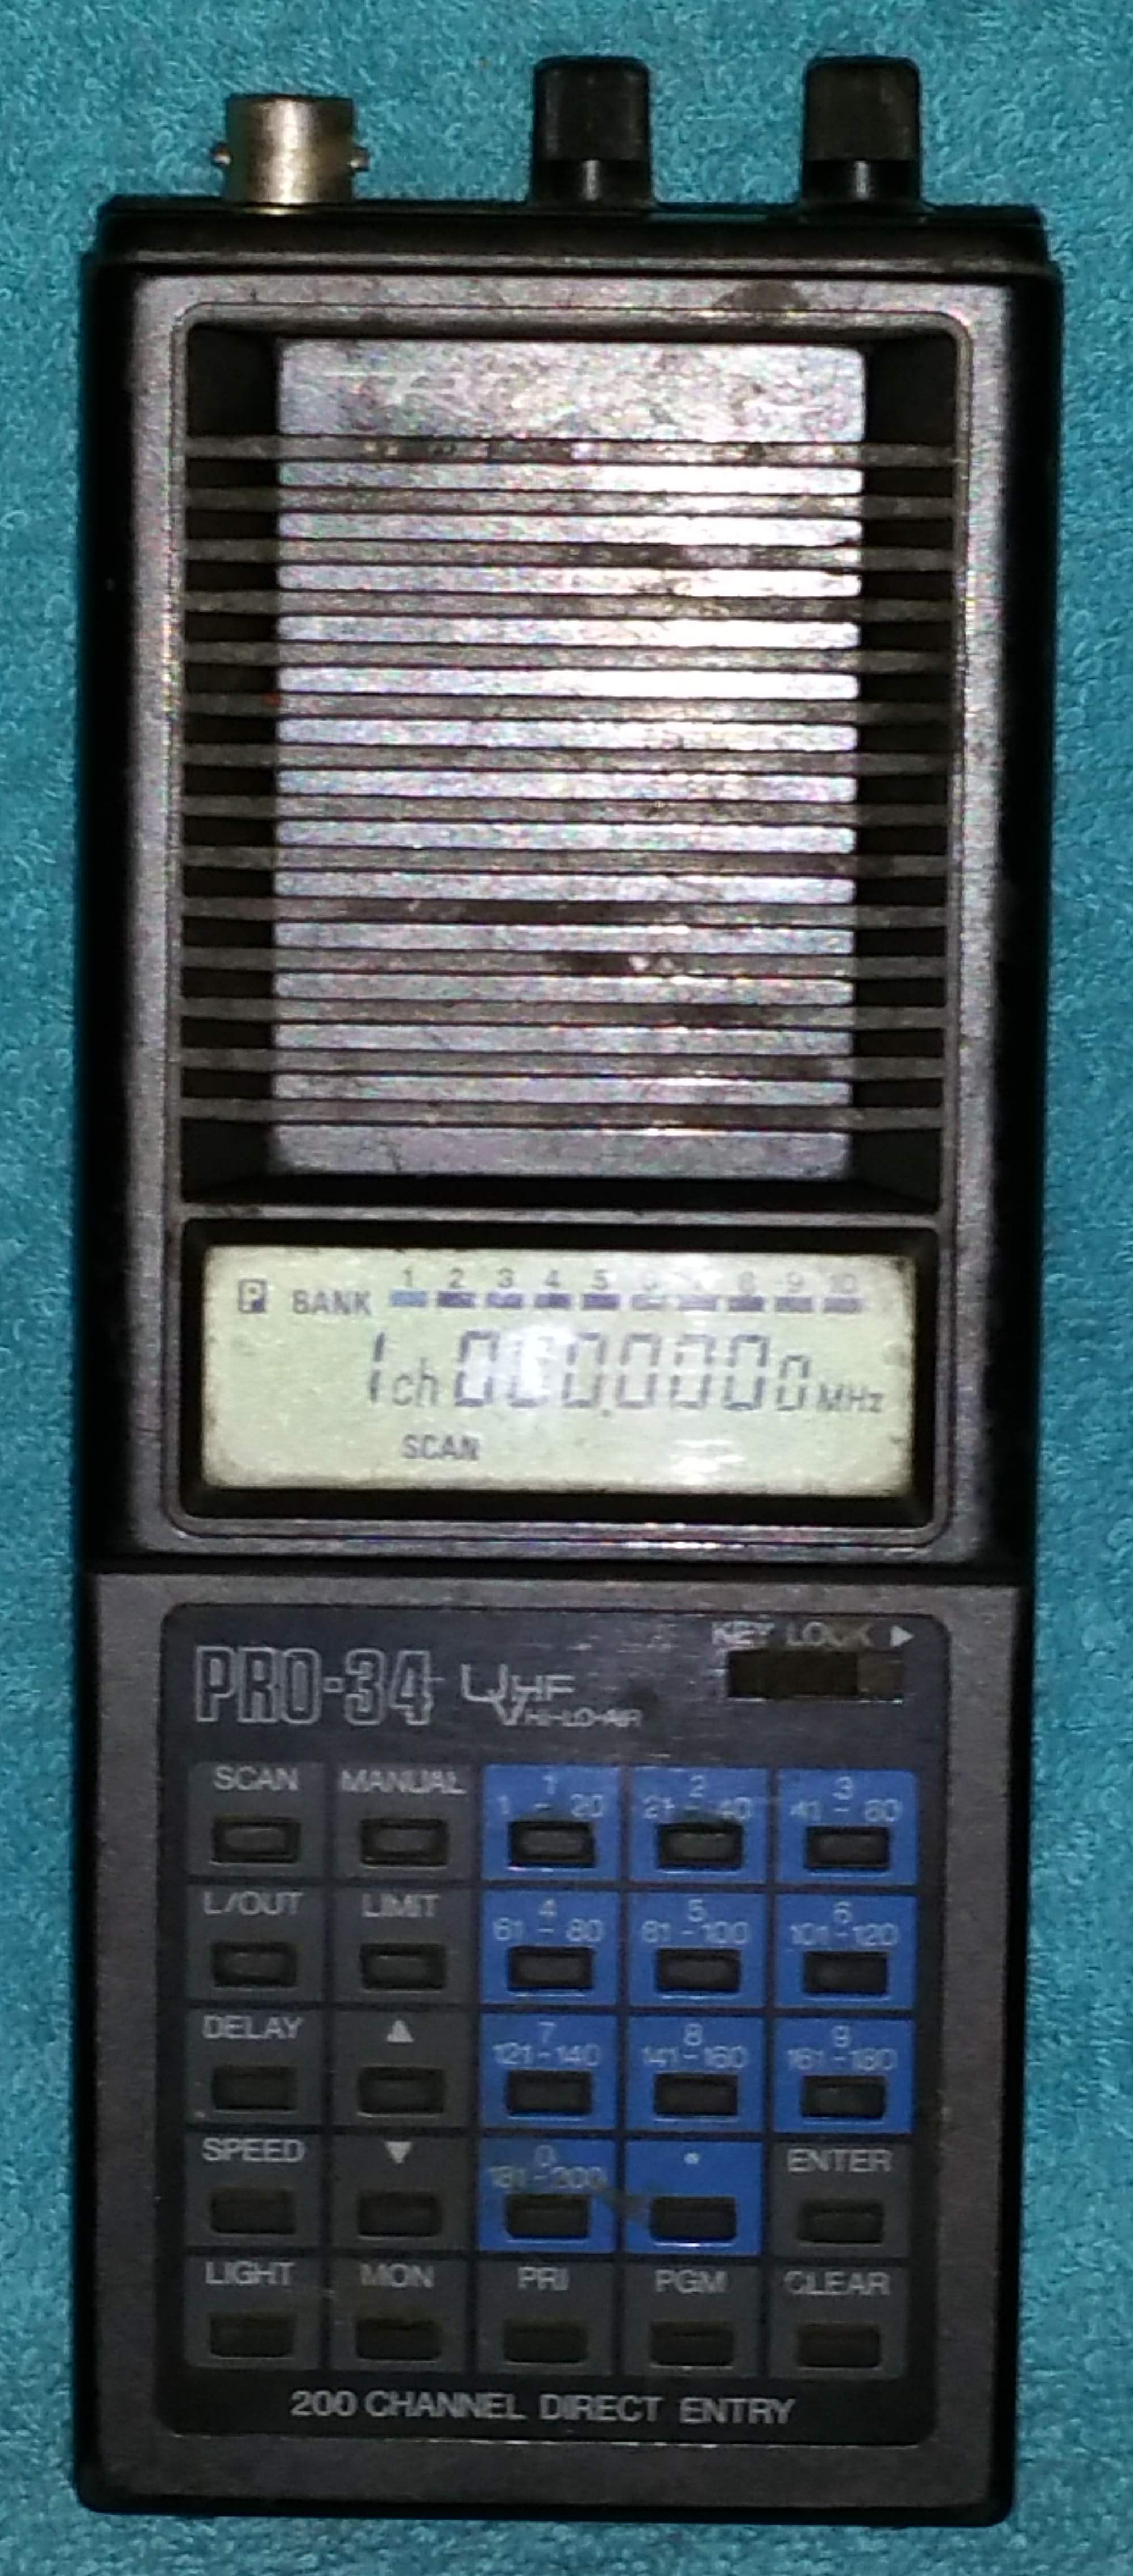 P BANK 1 2 3 4 5 6 7 8 9 10
1ch 000.0000 MHz
SCAN
KEY LOCK ▶
PRO-34 UHF
VHI-LO-AIR
SCAN MANUAL 1 2 3
1 - 20 21 - 40 41 - 60
L/OUT LIMIT 4 5 6
61 - 80 81 - 100 101 - 120
DELAY ▲ 7 8 9
121 - 140 141 - 160 161 - 180
SPEED ▼ 0 • ENTER
181 - 200
LIGHT MON PRI PGM CLEAR
200 CHANNEL DIRECT ENTRY